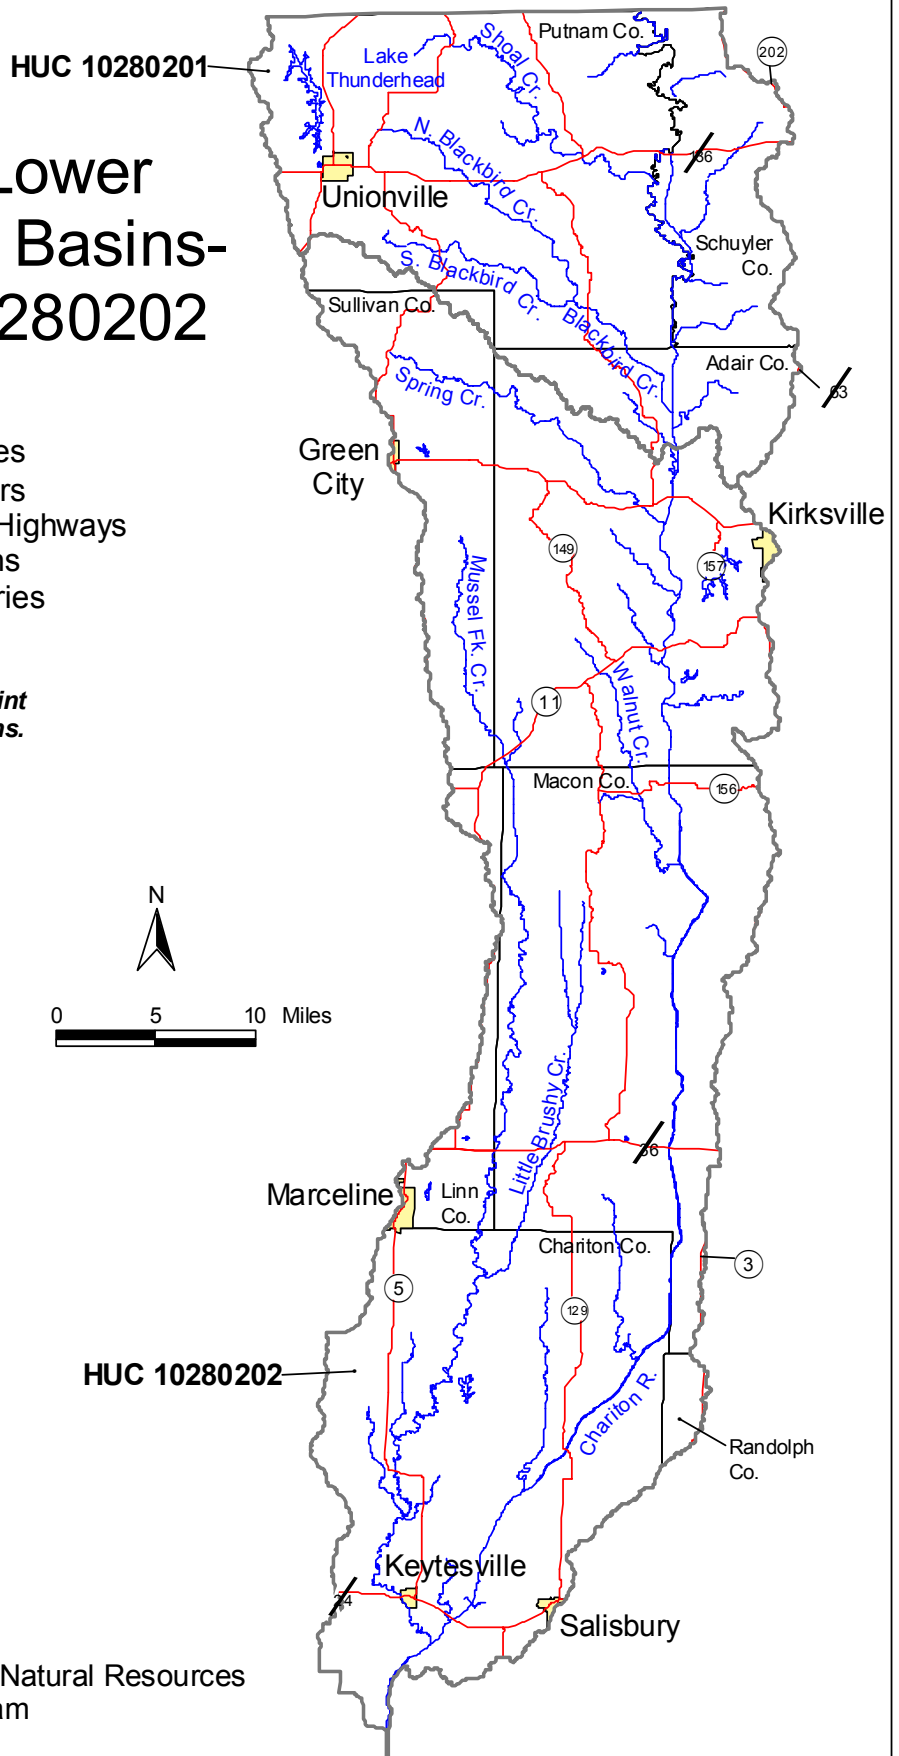 HUC 10280201
Lake
Thunderhead
Shoal Cr.
Putnam Co.
202
Lower
Basins-
280202
N. Blackbird Cr.
136
Unionville
Schuyler
Co.
S. Blackbird Cr.
Sullivan Co.
Blackbird Cr.
Adair Co.
63
Spring Cr.
Green
City
es
rs
Highways
ns
ries
Kirksville
149
157
Mussel Fk. Cr.
Walnut Cr.
int
ns.
11
Macon Co.
156
N
0 5 10 Miles
Little Brushy Cr.
36
Marceline
Linn
Co.
Chariton Co.
3
5
129
HUC 10280202
Chariton R.
Randolph
Co.
Keytesville
24
Salisbury
Natural Resources
am